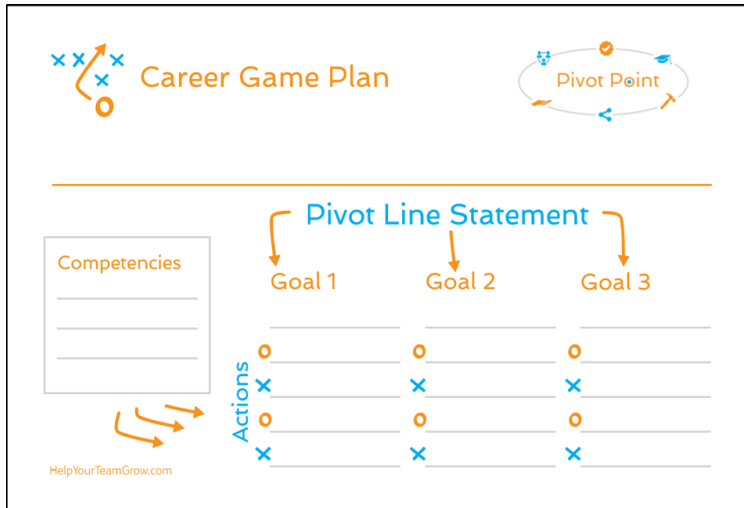 Career Game Plan
Pivot Point
Pivot Line Statement
Competencies
Goal 1
Goal 2
Goal 3
Actions
HelpYourTeamGrow.com